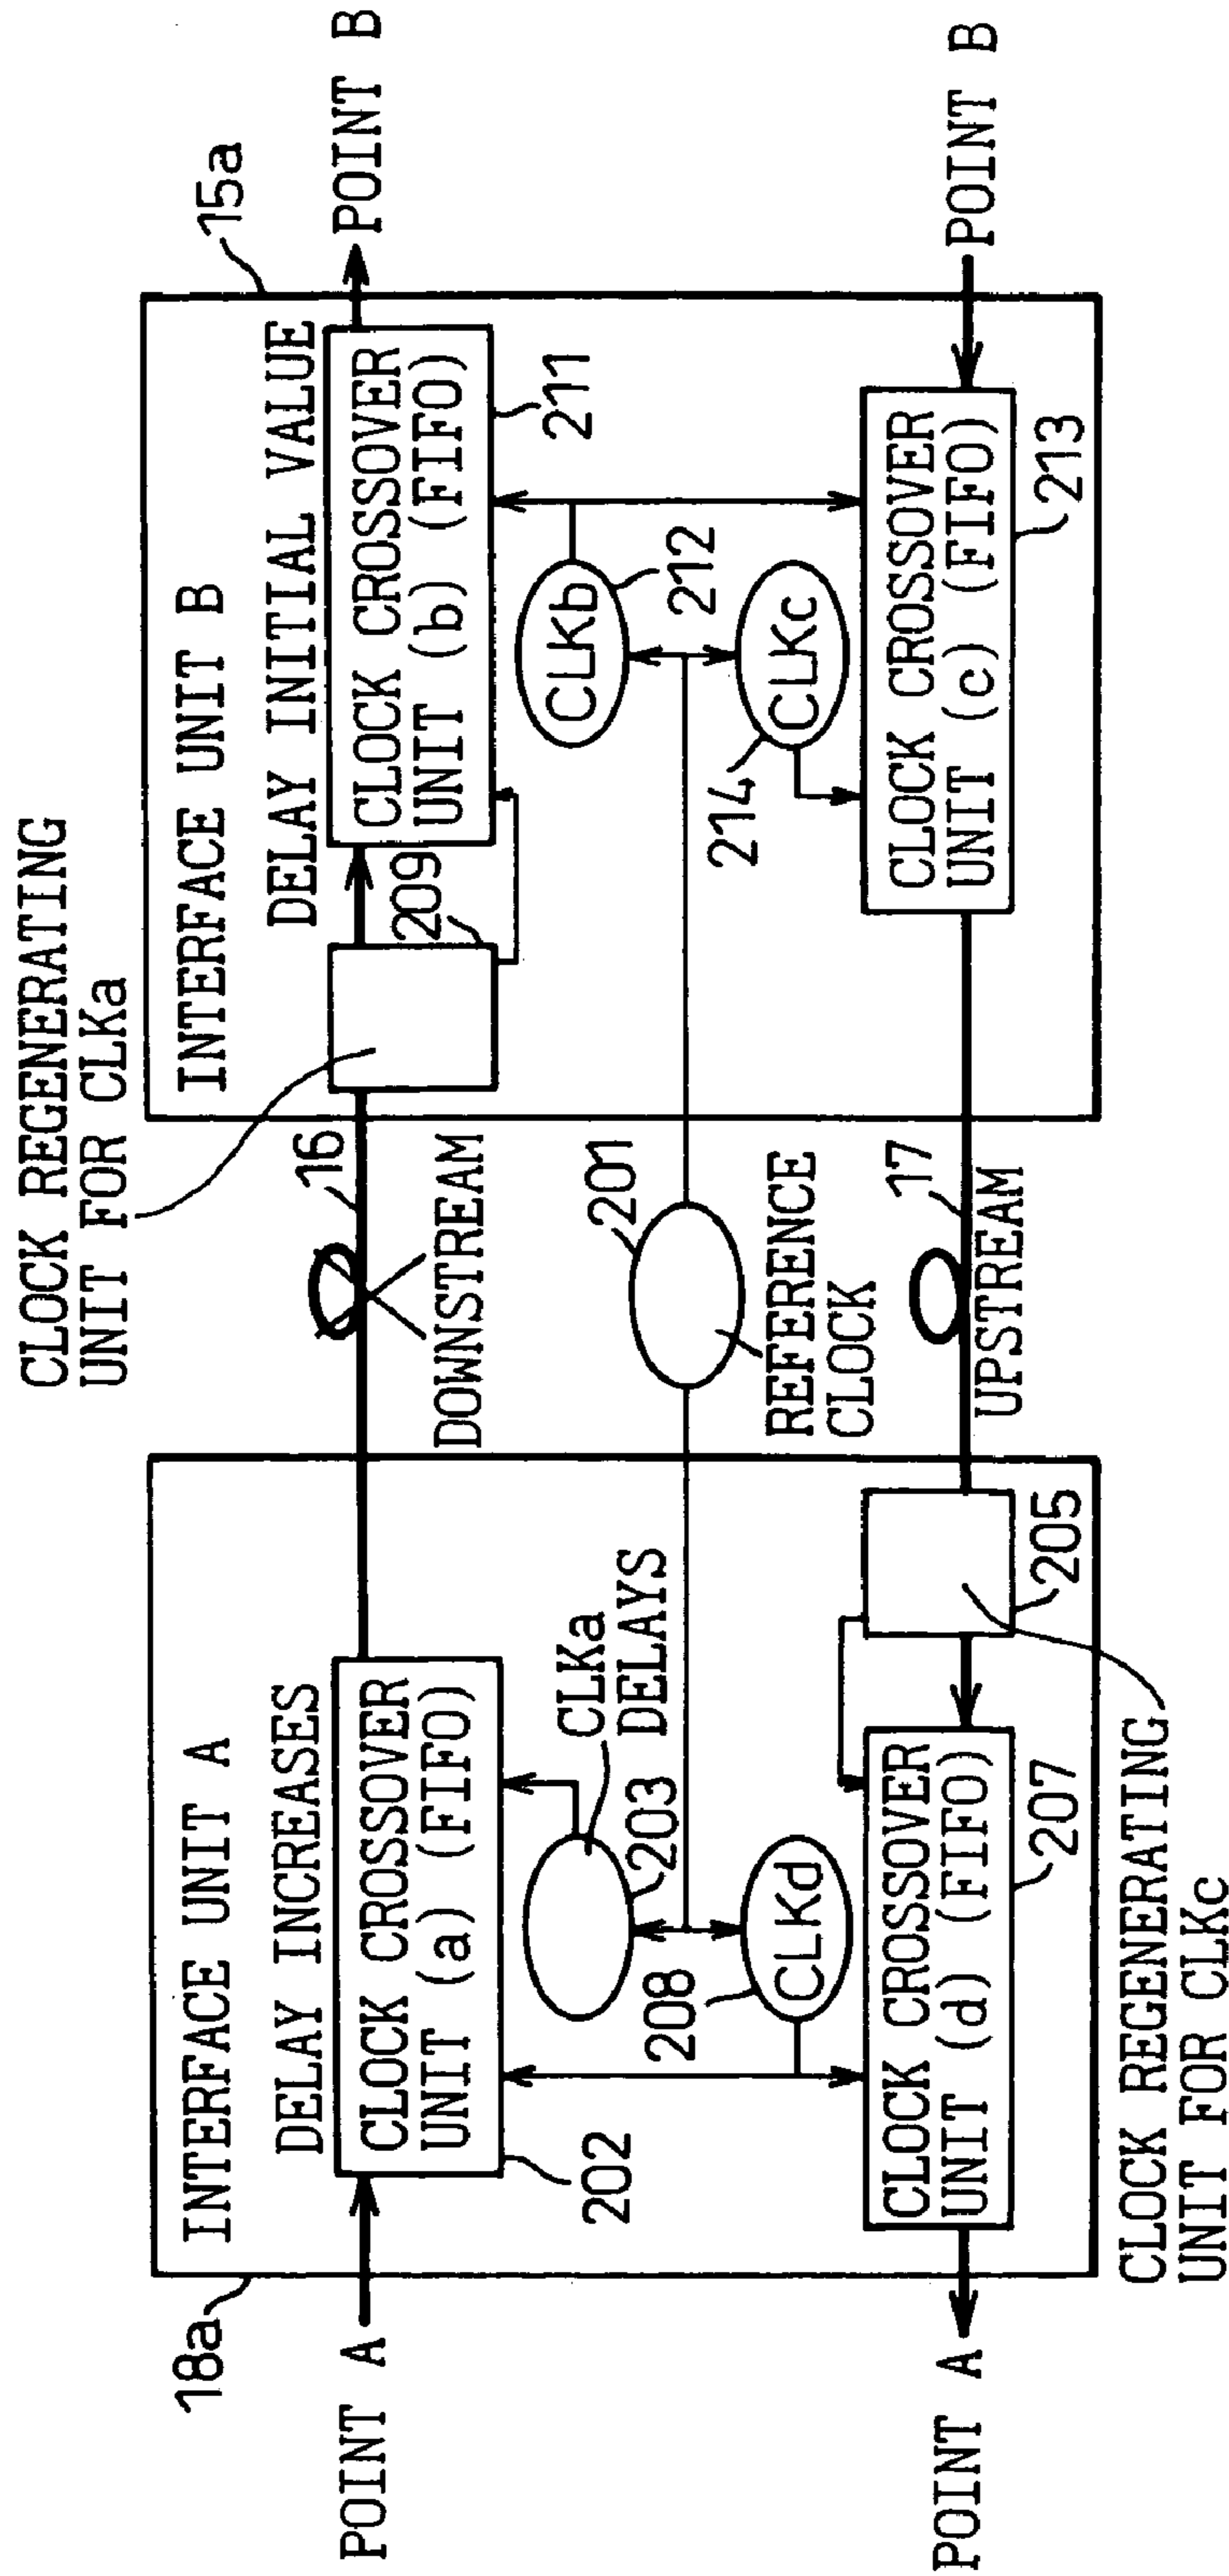 CLOCK REGENERATING
UNIT FOR CLKa
18a
INTERFACE UNIT A
DELAY INCREASES
POINT A
CLOCK CROSSOVER
UNIT (a) (FIFO)
202
CLKa
DELAYS
203
208
CLKd
CLOCK CROSSOVER
UNIT (d) (FIFO)
207
205
POINT A
CLOCK REGENERATING
UNIT FOR CLKc
16
DOWNSTREAM
201
REFERENCE
CLOCK
17
UPSTREAM
15a
INTERFACE UNIT B
DELAY INITIAL VALUE
209
CLOCK CROSSOVER
UNIT (b) (FIFO)
211
POINT B
CLKb
212
214
CLKc
CLOCK CROSSOVER
UNIT (c) (FIFO)
213
POINT B